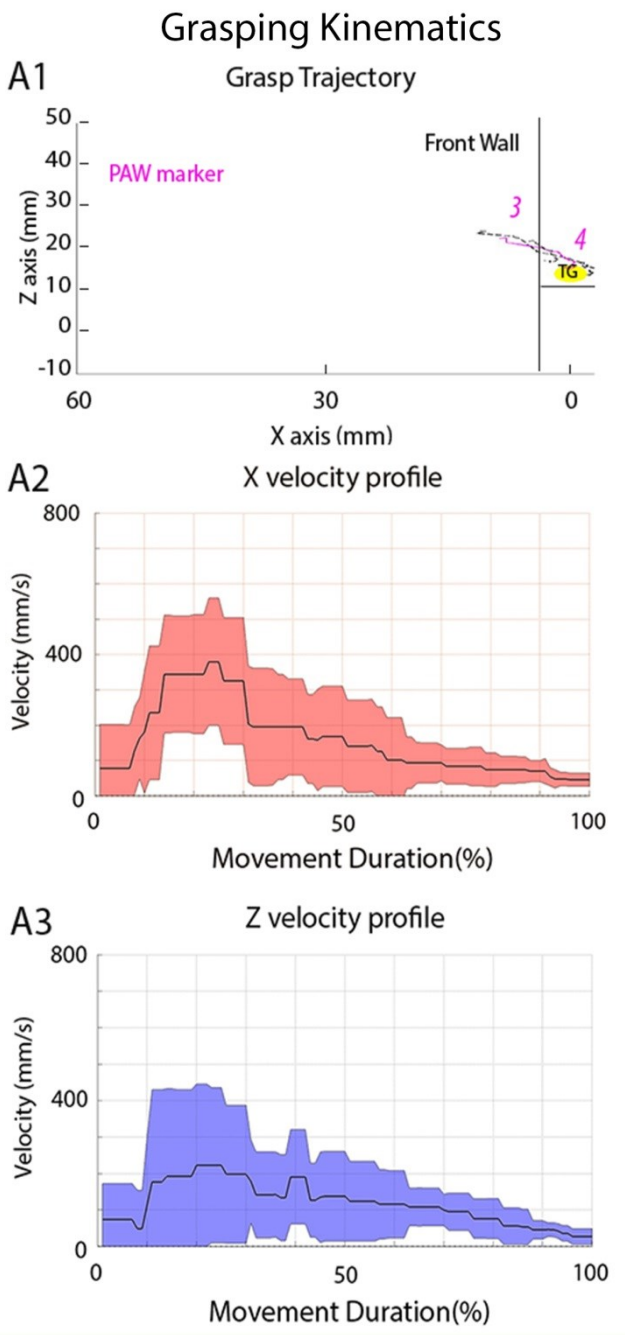 Grasping Kinematics
A1
Grasp Trajectory
50
40
30
20
10
0
-10
Z axis (mm)
PAW marker
Front Wall
3
4
TG
60
30
0
X axis (mm)
A2
X velocity profile
800
400
0
Velocity (mm/s)
0
50
100
Movement Duration(%)
A3
Z velocity profile
800
400
0
Velocity (mm/s)
0
50
100
Movement Duration(%)